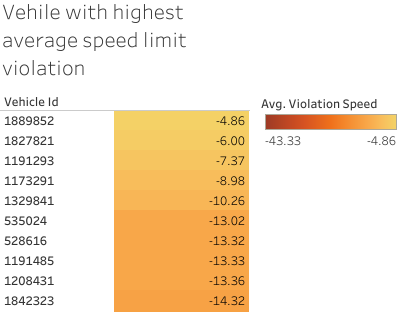 Vehile with highest
average speed limit
violation
Vehicle Id
1889852 -4.86
1827821 -6.00
1191293 -7.37
1173291 -8.98
1329841 -10.26
535024 -13.02
528616 -13.32
1191485 -13.33
1208431 -13.36
1842323 -14.32
Avg. Violation Speed
-43.33 -4.86